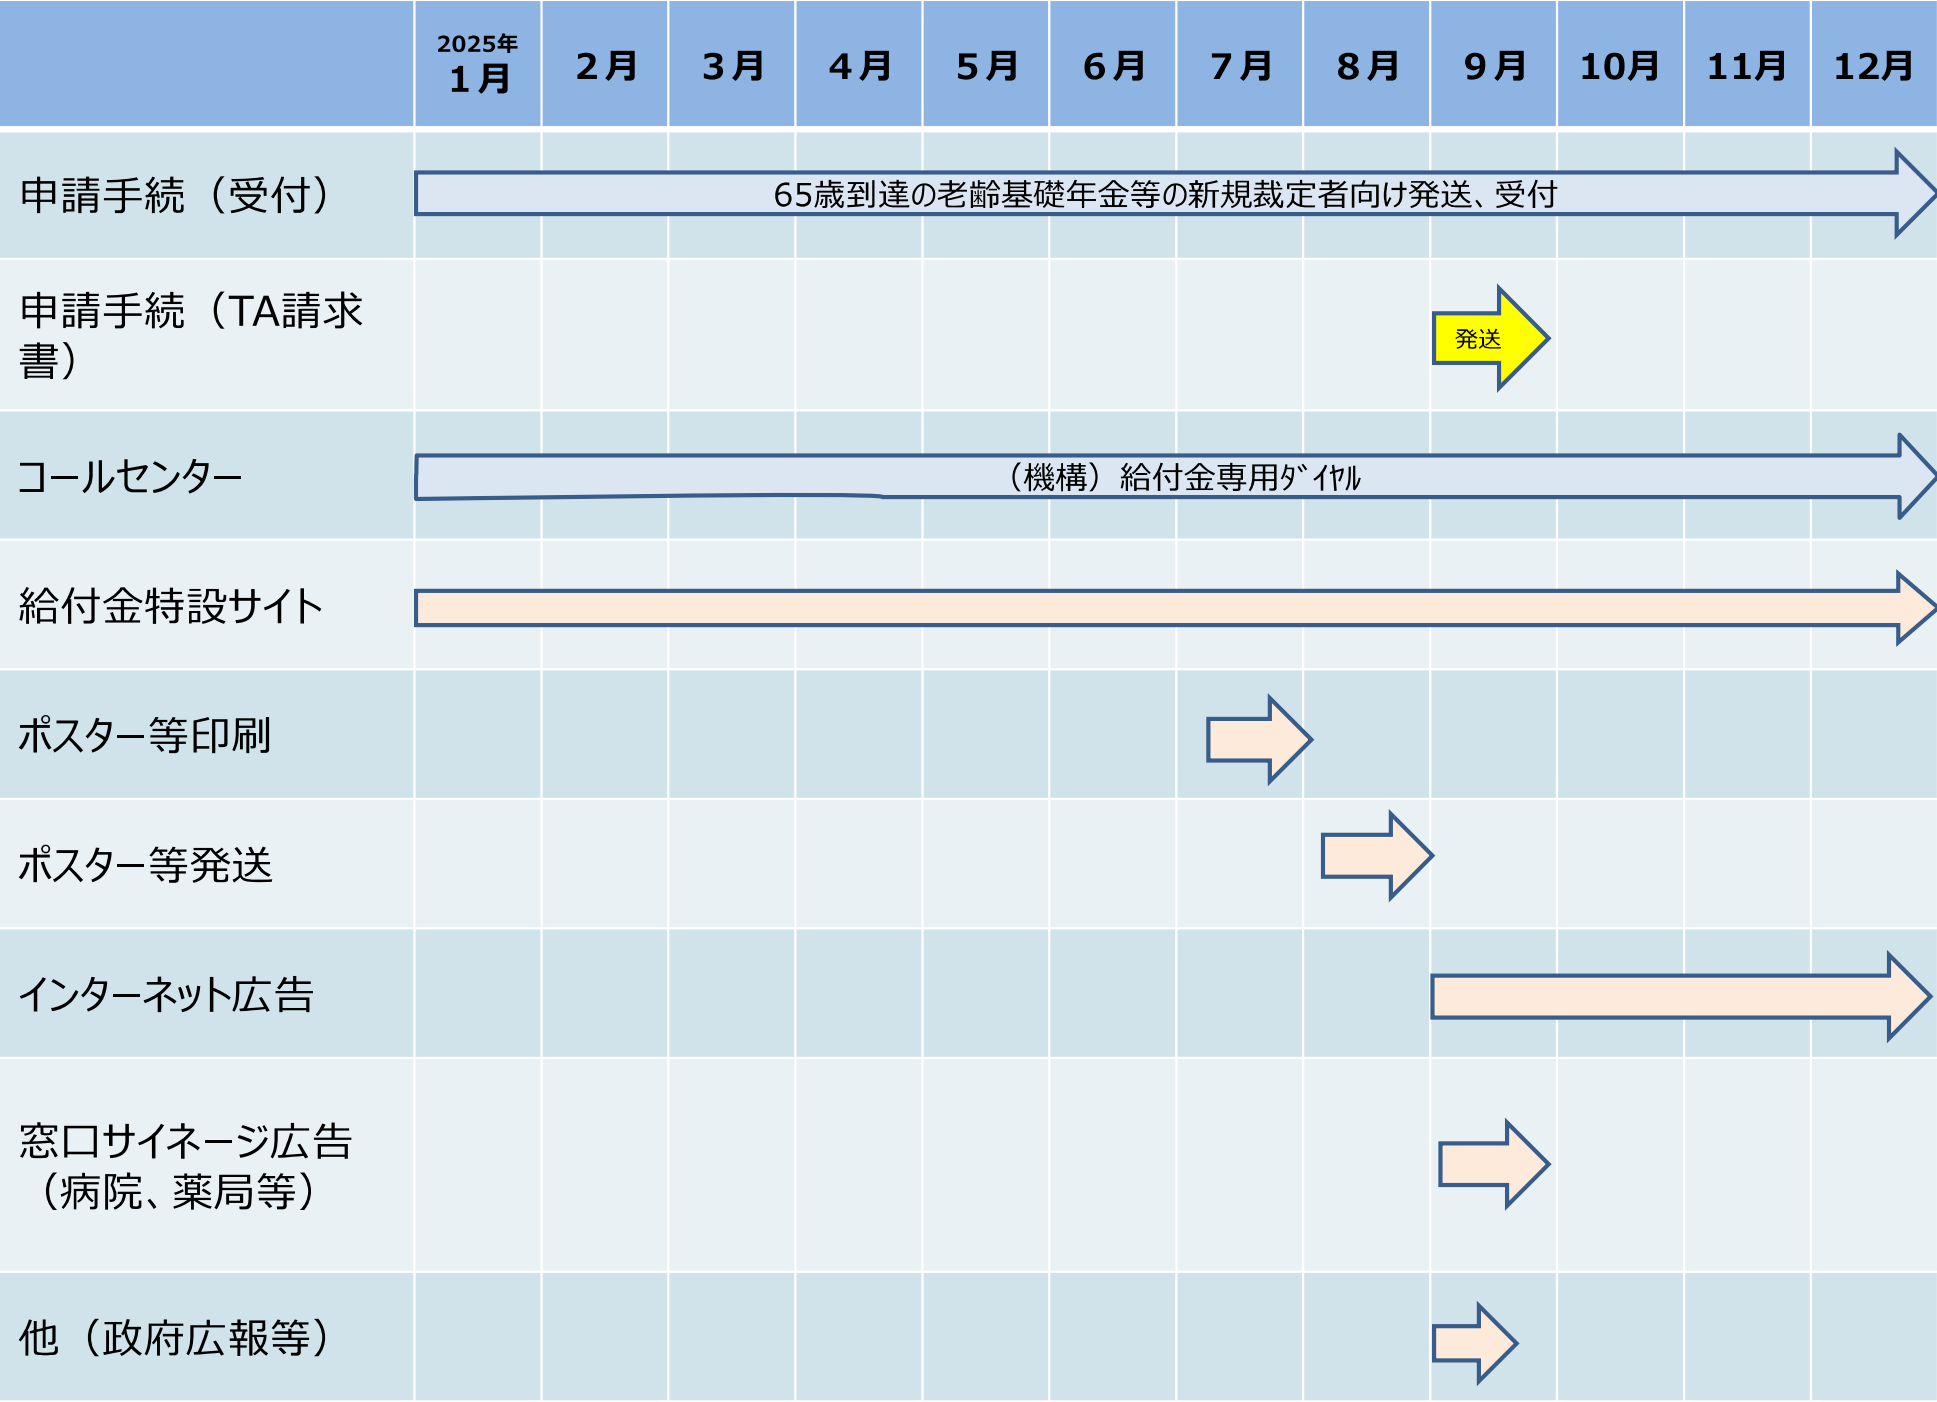 2025年
１月
２月
３月
４月
５月
６月
７月
８月
９月
10月
11月
12月
申請手続（受付）
65歳到達の老齢基礎年金等の新規裁定者向け発送、受付
申請手続（TA請求
書）
発送
コールセンター
（機構）給付金専用ﾀﾞｲﾔﾙ
給付金特設サイト
ポスター等印刷
ポスター等発送
インターネット広告
窓口サイネージ広告
（病院、薬局等）
他（政府広報等）